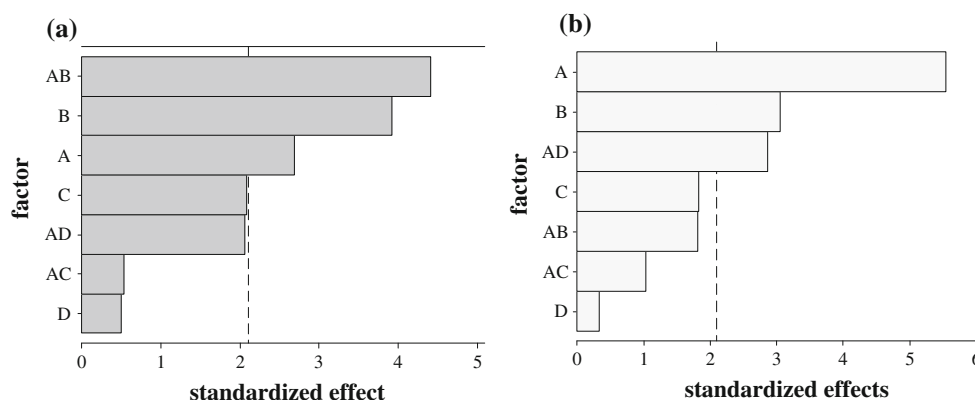 (a)
AB
B
A
C
AD
AC
D
factor
0 1 2 3 4 5
standardized effect
(b)
A
B
AD
C
AB
AC
D
factor
0 1 2 3 4 5 6
standardized effects